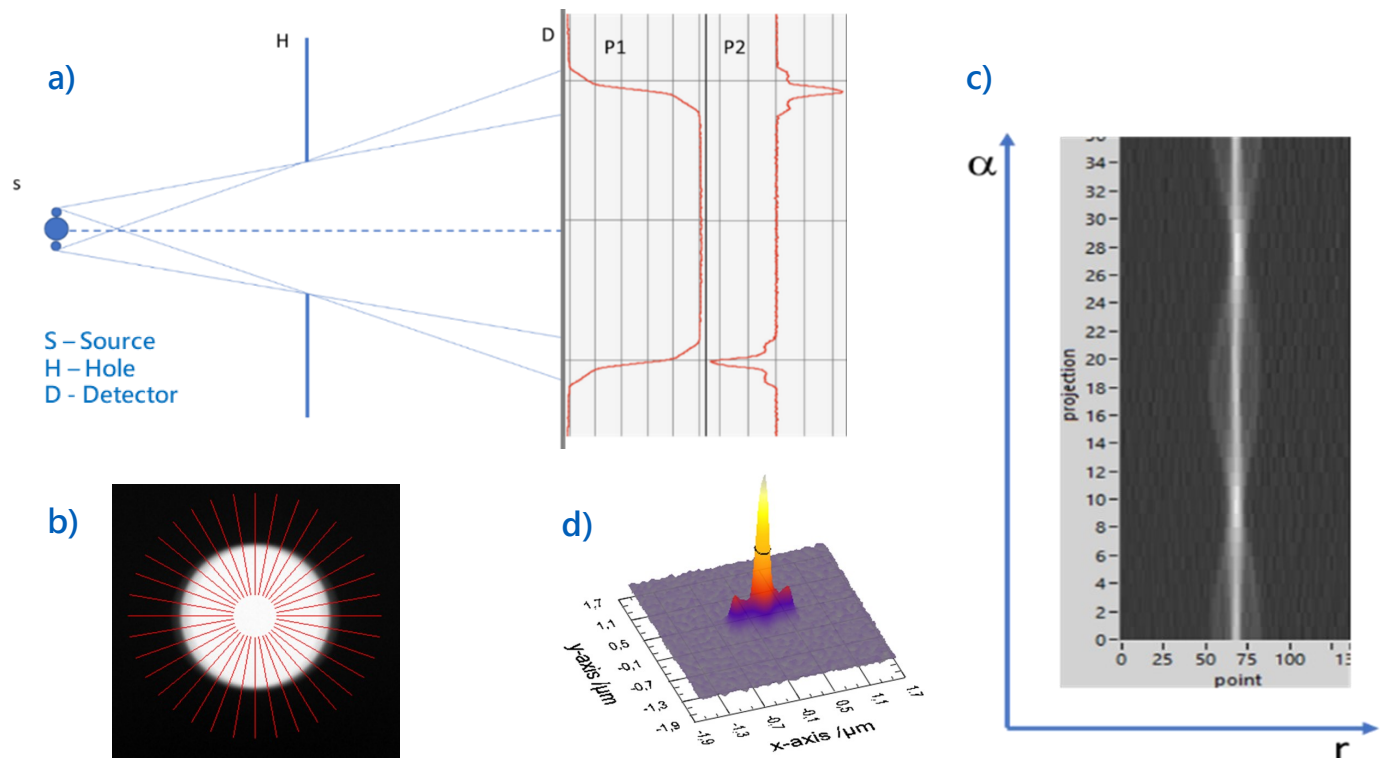 a)
H
D
P1
P2
s
S – Source
H – Hole
D - Detector
b)
c)
α
34
32
30
28
26
24
22
20
18
16
14
12
10
8
6
4
2
0
projection
0 25 50 75 100
point
r
d)
1,7
1,1
0,5
-0,1
-0,7
-1,3
-1,9
y-axis /µm
-1,9
-1,3
-0,7
-0,1
0,5
1,1
1,7
x-axis /µm